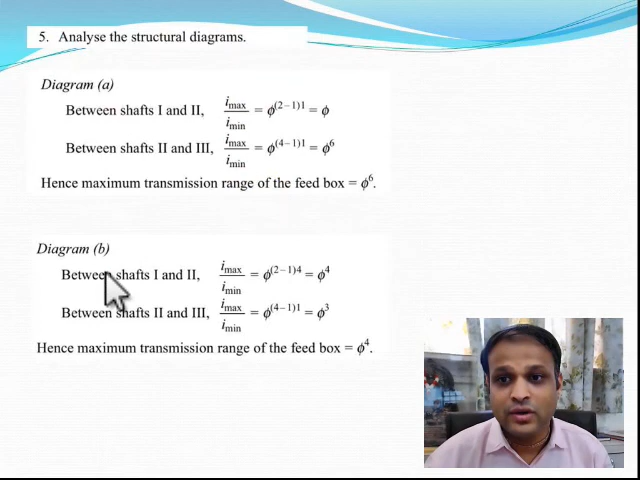 5. Analyse the structural diagrams.
Diagram (a)
Between shafts I and II, i_max/i_min = ϕ^(2−1)1 = ϕ
Between shafts II and III, i_max/i_min = ϕ^(4−1)1 = ϕ^6
Hence maximum transmission range of the feed box = ϕ^6.
Diagram (b)
Between shafts I and II, i_max/i_min = ϕ^(2−1)4 = ϕ^4
Between shafts II and III, i_max/i_min = ϕ^(4−1)1 = ϕ^3
Hence maximum transmission range of the feed box = ϕ^4.